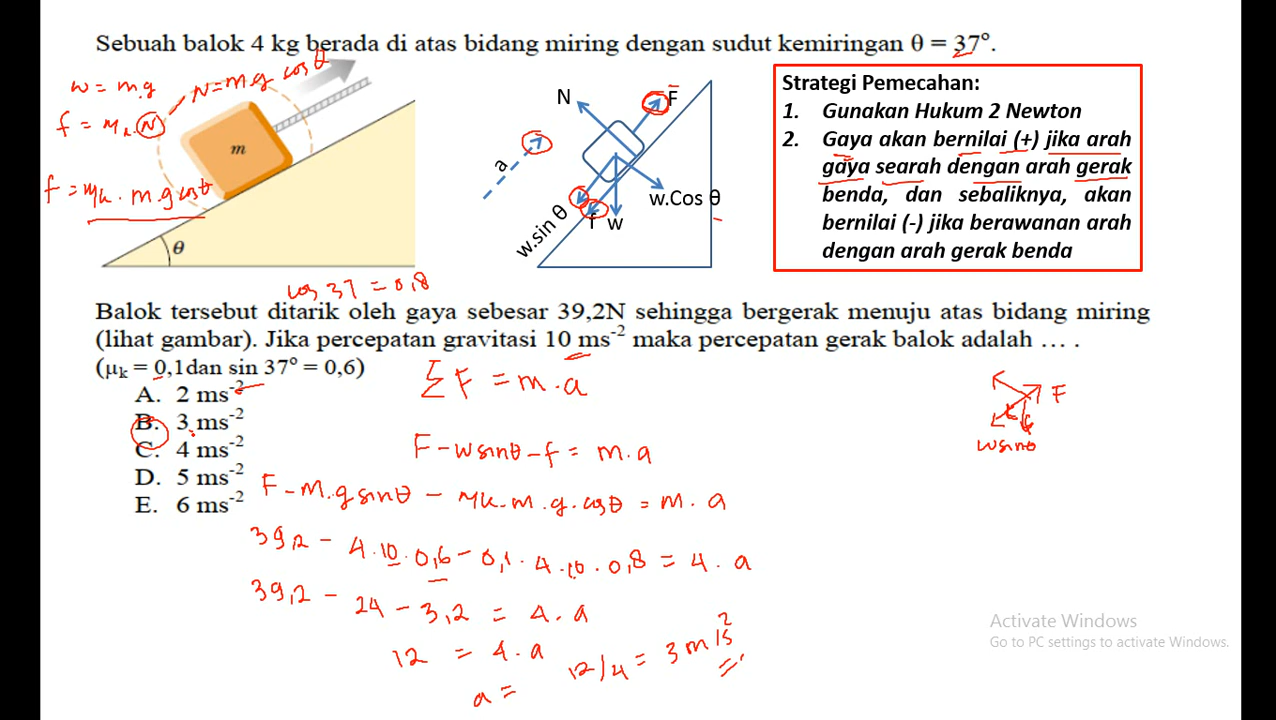 Sebuah balok 4 kg berada di atas bidang miring dengan sudut kemiringan θ = 37°.
w = m.g
N = mg cos θ
f = μk (N)
f = μk . m.g cos θ
m
θ
cos 37 = 0,8
N
F
a
w.sin θ
f
w
w.Cos θ
Strategi Pemecahan:
1. Gunakan Hukum 2 Newton
2. Gaya akan bernilai (+) jika arah
gaya searah dengan arah gerak
benda, dan sebaliknya, akan
bernilai (-) jika berawanan arah
dengan arah gerak benda
Balok tersebut ditarik oleh gaya sebesar 39,2N sehingga bergerak menuju atas bidang miring
(lihat gambar). Jika percepatan gravitasi 10 ms⁻² maka percepatan gerak balok adalah … .
(μk = 0,1dan sin 37° = 0,6)
A. 2 ms⁻²
B. 3 ms⁻²
C. 4 ms⁻²
D. 5 ms⁻²
E. 6 ms⁻²
ΣF = m.a
F - w sinθ - f = m.a
F - m.g sinθ - μk.m.g.cosθ = m.a
39,2 - 4.10.0,6 - 0,1.4.10.0,8 = 4.a
39,2 - 24 - 3,2 = 4.a
12 = 4.a
a = 12/4 = 3 m/s²
F
w sinθ
Activate Windows
Go to PC settings to activate Windows.